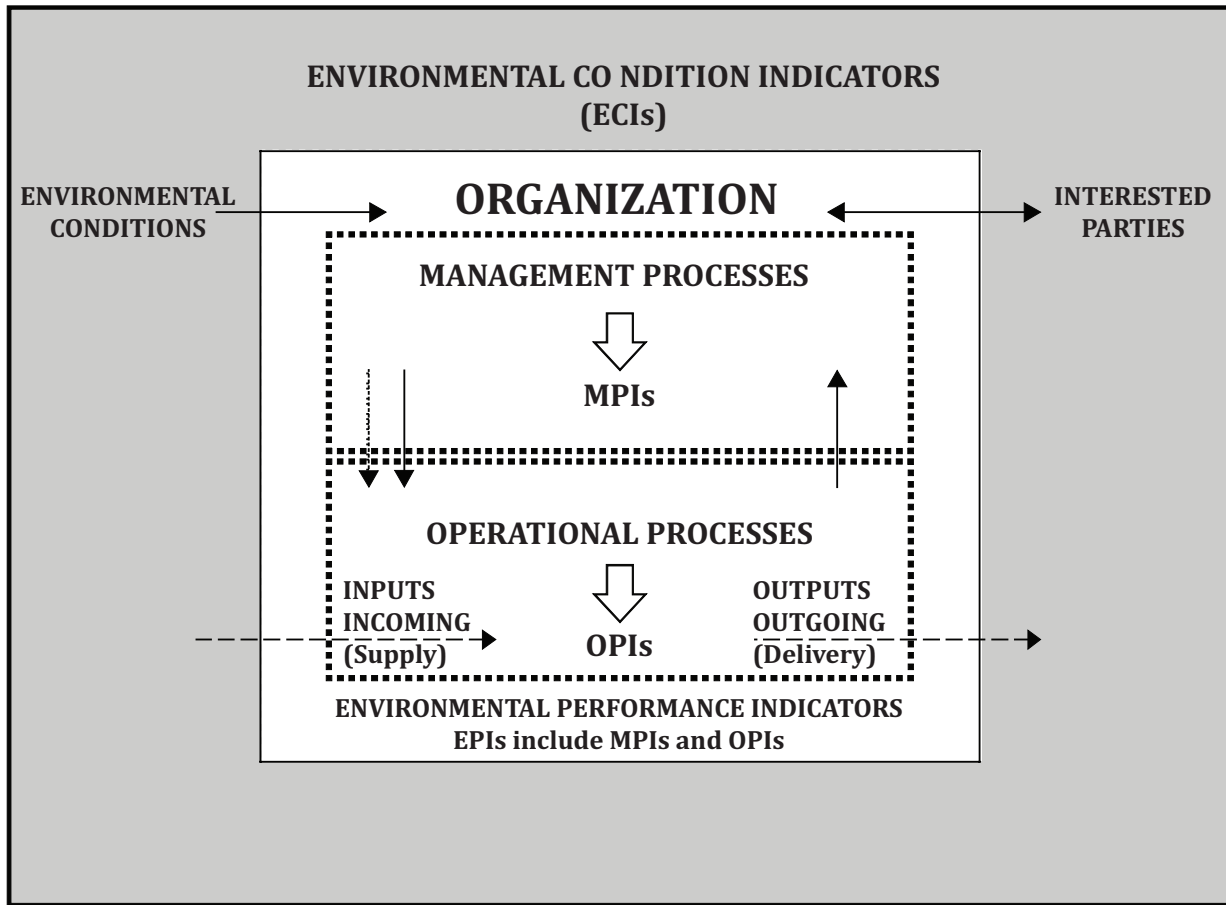 ENVIRONMENTAL CO NDITION INDICATORS
(ECIs)
ENVIRONMENTAL
CONDITIONS
ORGANIZATION
INTERESTED
PARTIES
MANAGEMENT PROCESSES
MPIs
OPERATIONAL PROCESSES
INPUTS
INCOMING
(Supply)
OPIs
OUTPUTS
OUTGOING
(Delivery)
ENVIRONMENTAL PERFORMANCE INDICATORS
EPIs include MPIs and OPIs